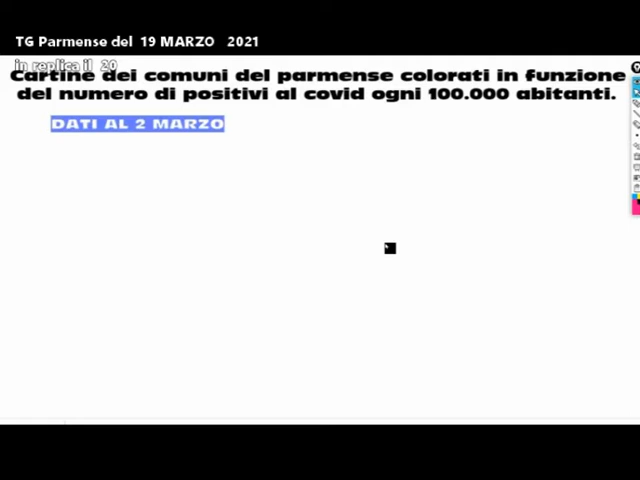 TG Parmense del 19 MARZO 2021
in replica il 20
Cartine dei comuni del parmense colorati in funzione
del numero di positivi al covid ogni 100.000 abitanti.
DATI AL 2 MARZO